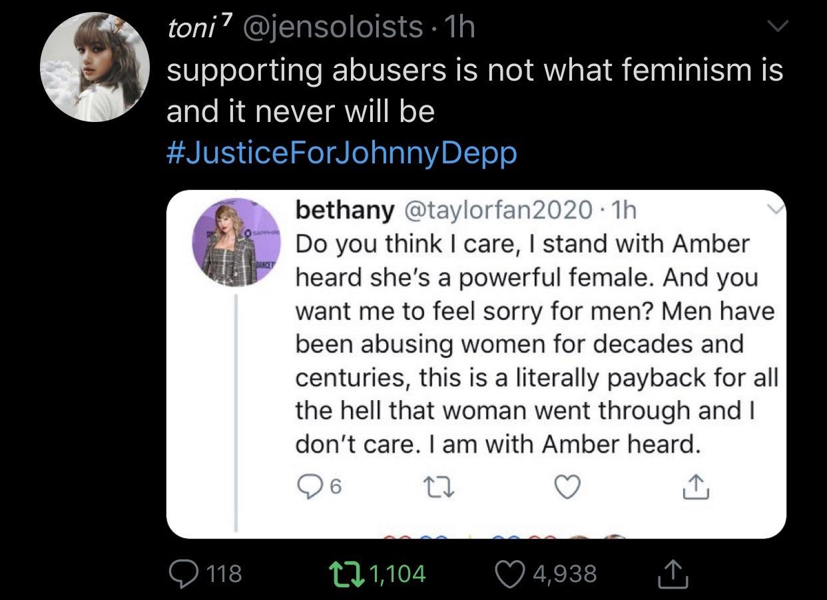 toni⁷ @jensoloists · 1h
supporting abusers is not what feminism is
and it never will be
#JusticeForJohnnyDepp
bethany @taylorfan2020 · 1h
Do you think I care, I stand with Amber
heard she's a powerful female. And you
want me to feel sorry for men? Men have
been abusing women for decades and
centuries, this is a literally payback for all
the hell that woman went through and I
don't care. I am with Amber heard.
6
118 1,104 4,938